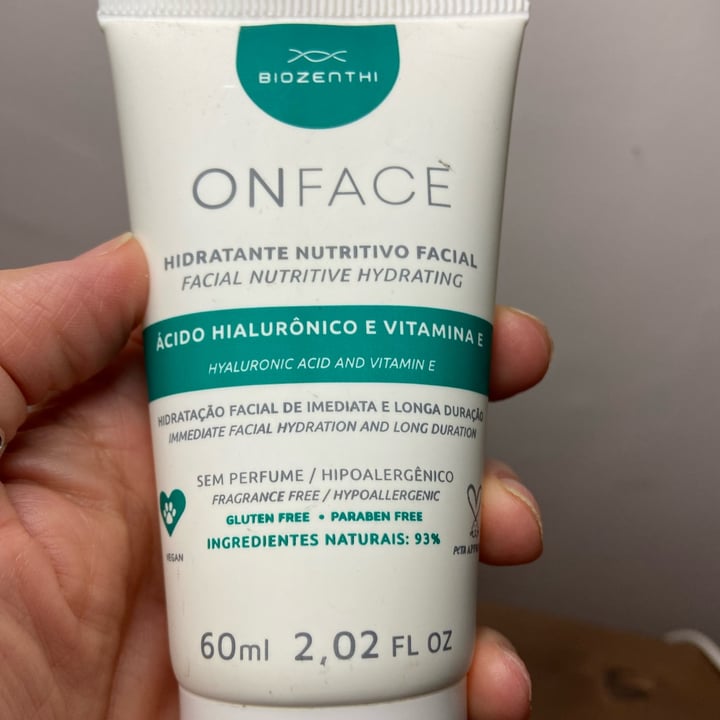 BIOZENTHI
ONFACE
HIDRATANTE NUTRITIVO FACIAL
FACIAL NUTRITIVE HYDRATING
ÁCIDO HIALURÔNICO E VITAMINA E
HYALURONIC ACID AND VITAMIN E
HIDRATAÇÃO FACIAL DE IMEDIATA E LONGA DURAÇÃO
IMMEDIATE FACIAL HYDRATION AND LONG DURATION
SEM PERFUME / HIPOALERGÊNICO
FRAGRANCE FREE / HYPOALLERGENIC
GLUTEN FREE • PARABEN FREE
INGREDIENTES NATURAIS: 93%
VEGAN
PETA
60ml 2,02 FL OZ